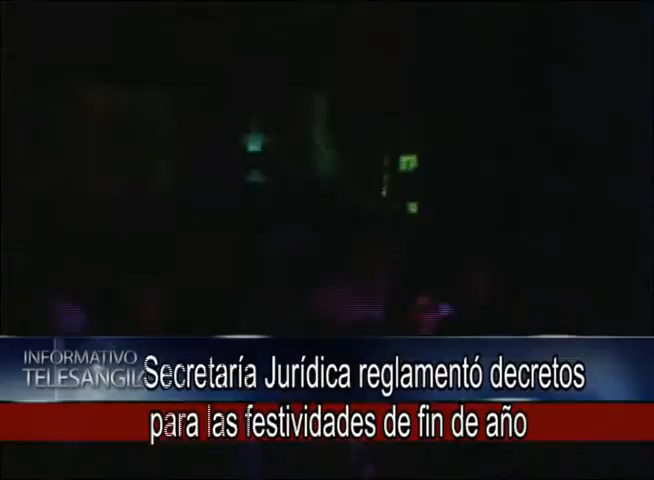 INFORMATIVO
TELESANGIL
Secretaría Jurídica reglamentó decretos
para las festividades de fin de año